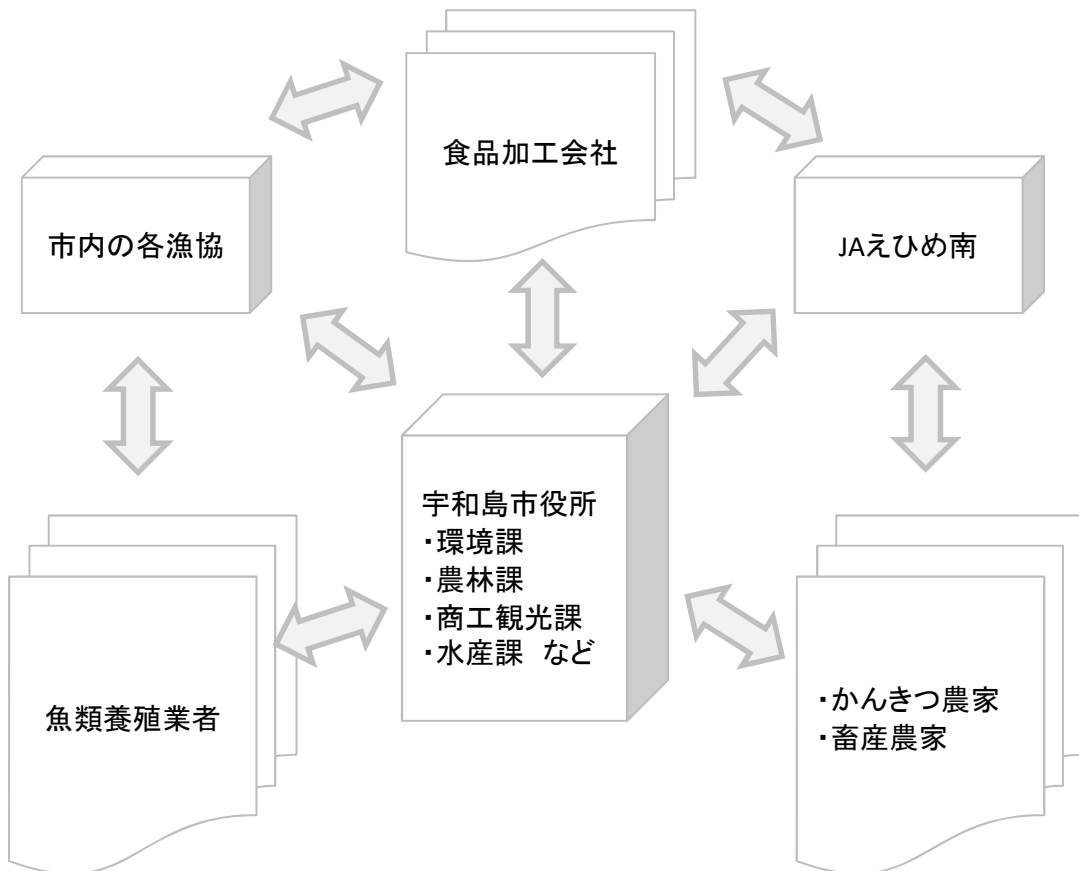 食品加工会社
市内の各漁協
JAえひめ南
宇和島市役所
・環境課
・農林課
・商工観光課
・水産課 など
魚類養殖業者
・かんきつ農家
・畜産農家